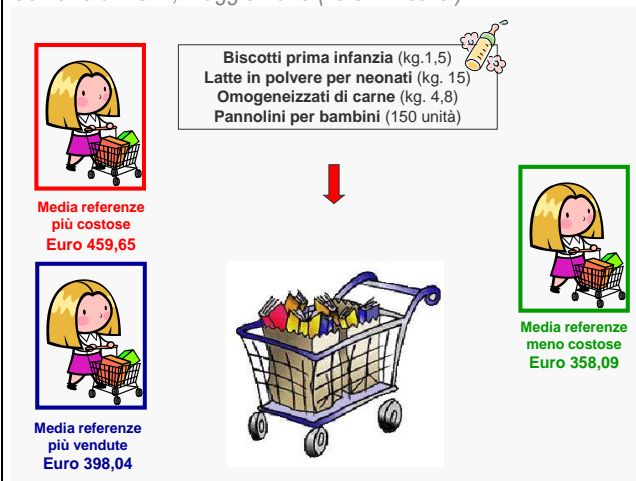 Biscotti prima infanzia (kg.1,5)
Latte in polvere per neonati (kg. 15)
Omogeneizzati di carne (kg. 4,8)
Pannolini per bambini (150 unità)
Media referenze
più costose
Euro 459,65
Media referenze
meno costose
Euro 358,09
Media referenze
più vendute
Euro 398,04